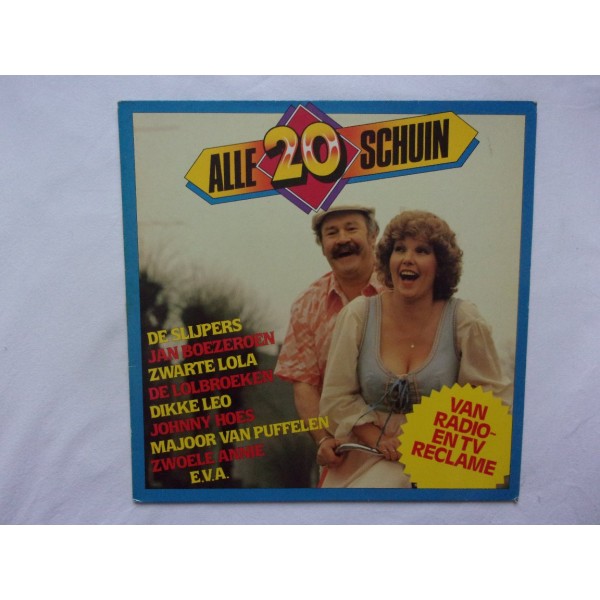 ALLE 20 SCHUIN
DE SLIJPERS
JAN BOEZEROEN
ZWARTE LOLA
DE LOLBROEKEN
DIKKE LEO
JOHNNY HOES
MAJOOR VAN PUFFELEN
ZWOELE ANNIE
E.V.A.
VAN
RADIO-
EN TV
RECLAME